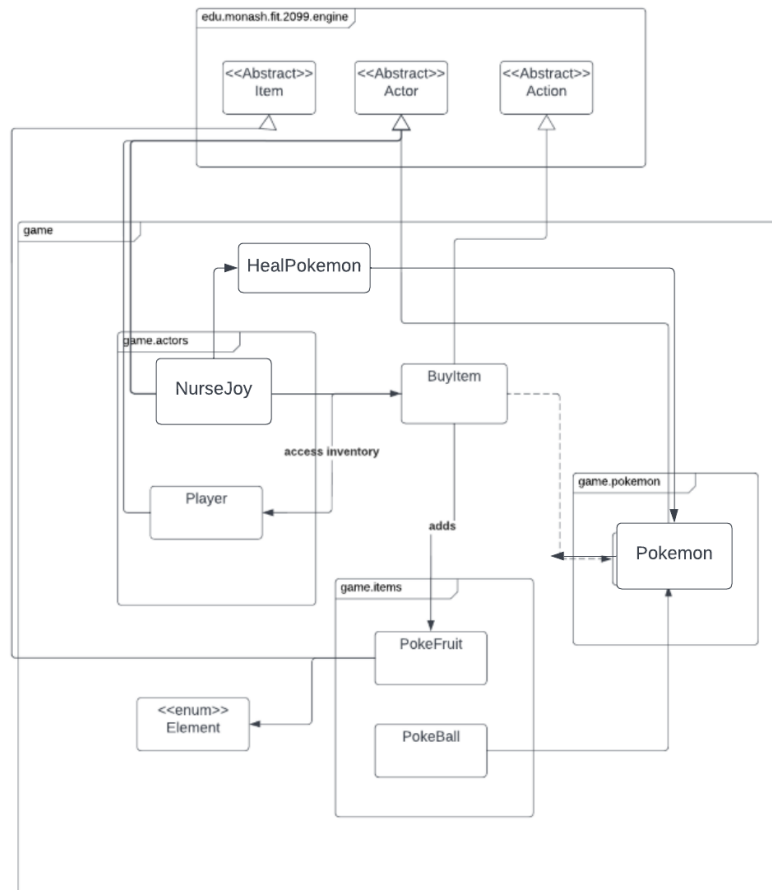 edu.monash.fit.2099.engine
<<Abstract>>
Item
<<Abstract>>
Actor
<<Abstract>>
Action
game
HealPokemon
game.actors
NurseJoy
BuyItem
access inventory
game.pokemon
Player
adds
Pokemon
game.items
PokeFruit
<<enum>>
Element
PokeBall